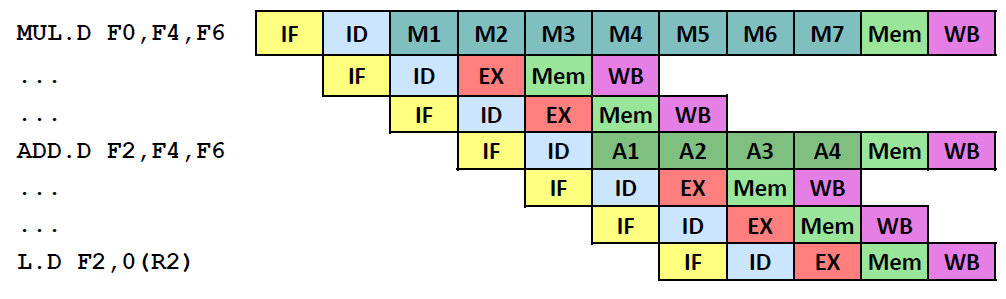 MUL.D F0,F4,F6 IF ID M1 M2 M3 M4 M5 M6 M7 Mem WB
... IF ID EX Mem WB
... IF ID EX Mem WB
ADD.D F2,F4,F6 IF ID A1 A2 A3 A4 Mem WB
... IF ID EX Mem WB
... IF ID EX Mem WB
L.D F2,0(R2) IF ID EX Mem WB